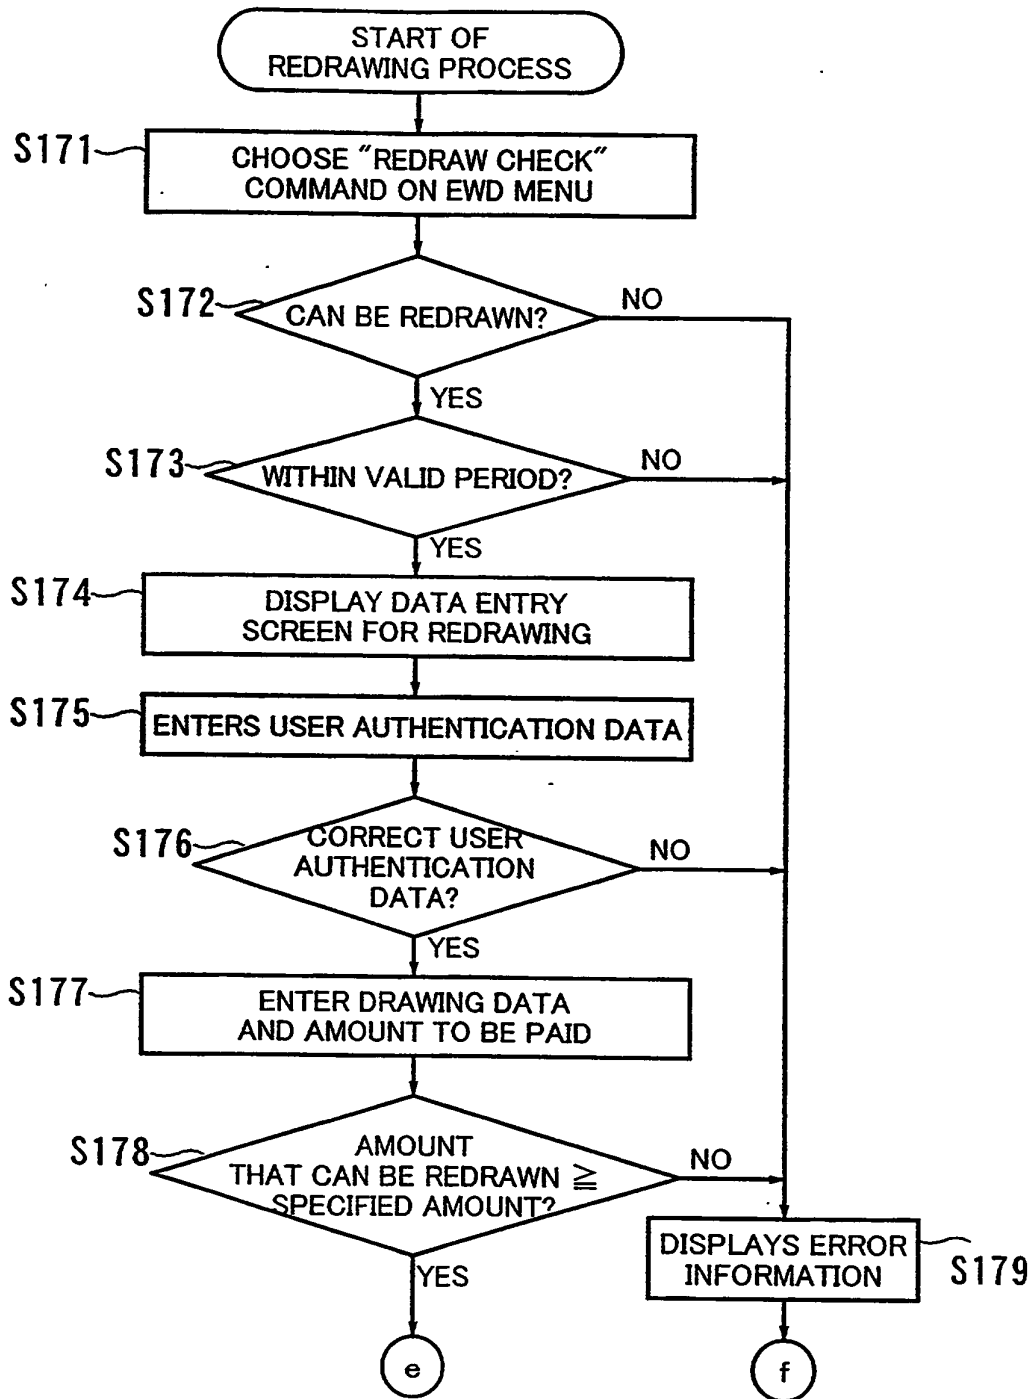 START OF
REDRAWING PROCESS
S171
CHOOSE "REDRAW CHECK"
COMMAND ON EWD MENU
S172
CAN BE REDRAWN?
NO
YES
S173
WITHIN VALID PERIOD?
NO
YES
S174
DISPLAY DATA ENTRY
SCREEN FOR REDRAWING
S175
ENTERS USER AUTHENTICATION DATA
S176
CORRECT USER
AUTHENTICATION
DATA?
NO
YES
S177
ENTER DRAWING DATA
AND AMOUNT TO BE PAID
S178
AMOUNT
THAT CAN BE REDRAWN ≧
SPECIFIED AMOUNT?
NO
YES
DISPLAYS ERROR
INFORMATION
S179
e
f